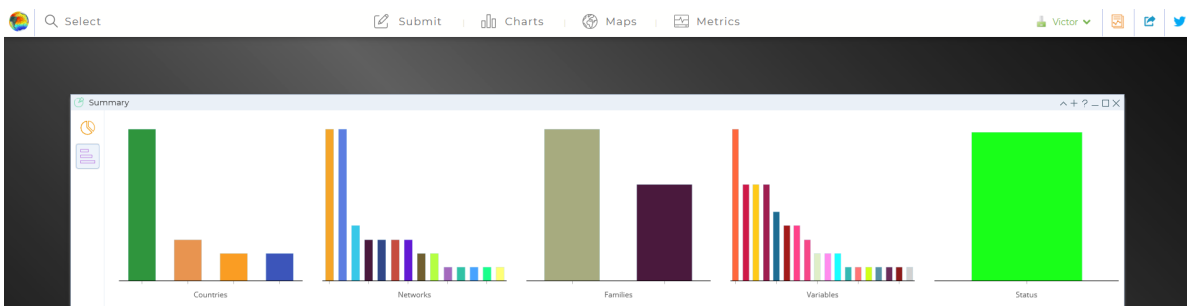 Select Submit Charts Maps Metrics Victor
Summary
Countries Networks Families Variables Status